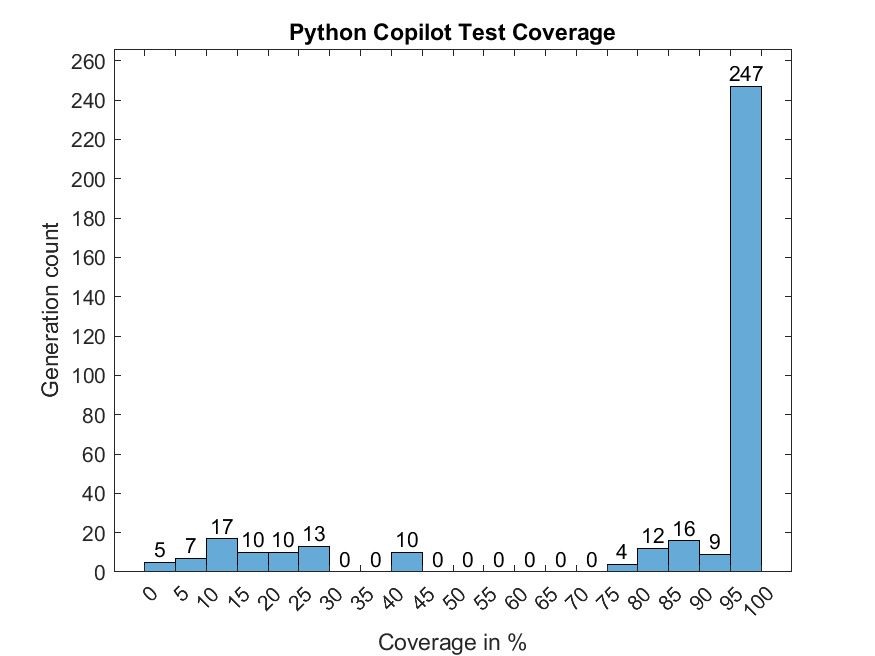 Python Copilot Test Coverage
260
240
220
200
180
160
140
120
100
80
60
40
20
0
Generation count
5 7 17 10 10 13 0 0 10 0 0 0 0 0 0 4 12 16 9 247
0 5 10 15 20 25 30 35 40 45 50 55 60 65 70 75 80 85 90 95 100
Coverage in %